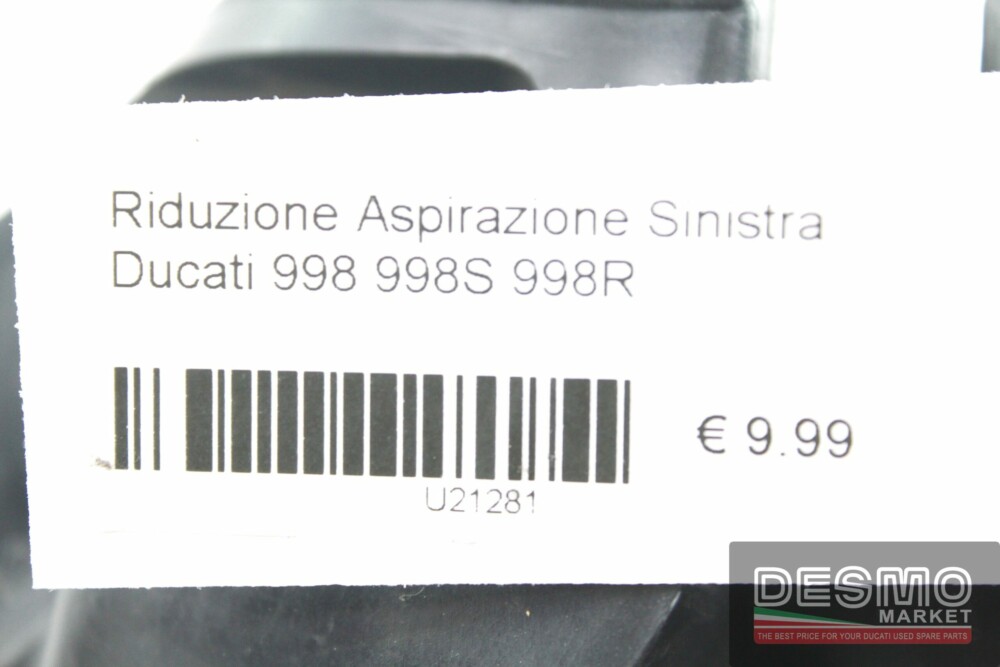 Riduzione Aspirazione Sinistra
Ducati 998 998S 998R
€ 9.99
U21281
DESMO
MARKET
THE BEST PRICE FOR YOUR DUCATI USED SPARE PARTS